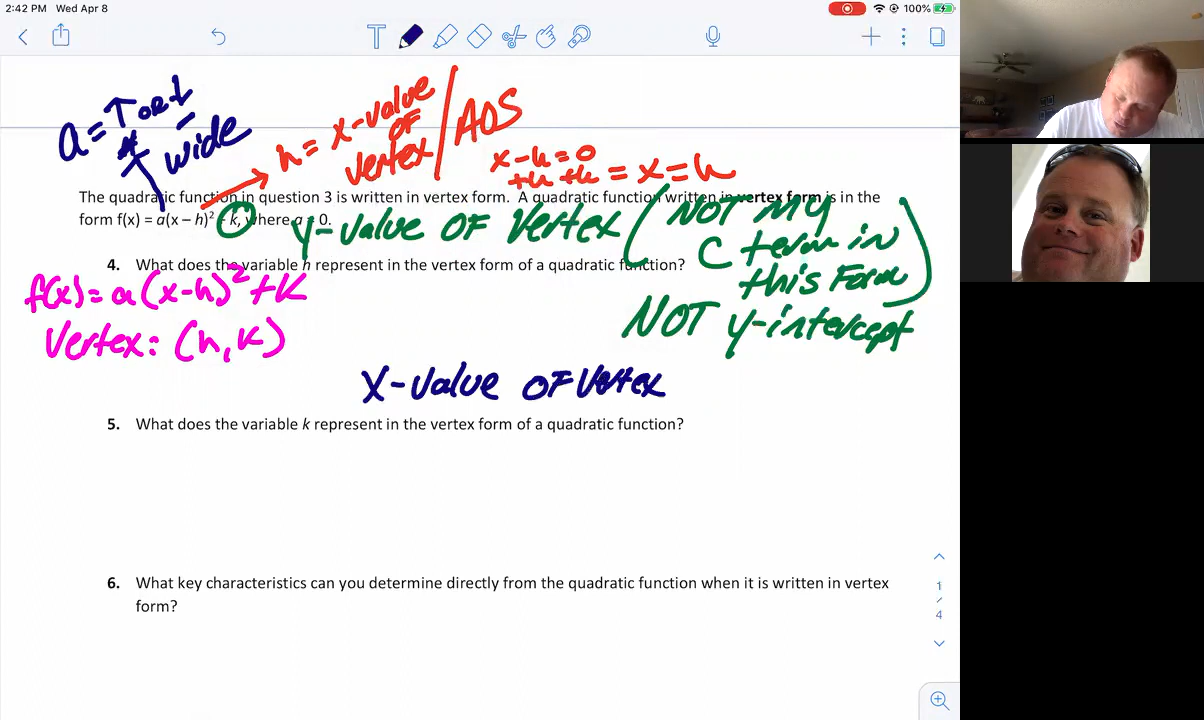 2:42 PM Wed Apr 8
100%
a = ↑ or ↓
wide
h = x-value
OF
vertex
AOS
x-h=0
+h +h = x=h
The quadratic function in question 3 is written in vertex form. A quadratic function written in vertex form is in the
form f(x) = a(x – h)² + k, where a ≠ 0.
y-value OF Vertex (NOT MY
C term in
this Form)
NOT y-intercept
4. What does the variable h represent in the vertex form of a quadratic function?
f(x)=a(x-h)²+k
Vertex: (h,k)
X-value OF Vertex
5. What does the variable k represent in the vertex form of a quadratic function?
6. What key characteristics can you determine directly from the quadratic function when it is written in vertex
form?
1
/
4